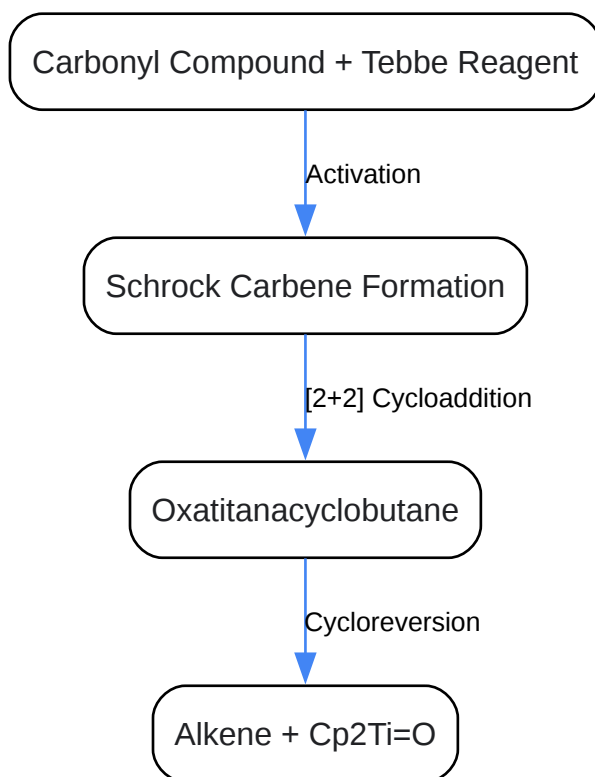 Carbonyl Compound + Tebbe Reagent
Activation
Schrock Carbene Formation
[2+2] Cycloaddition
Oxatitanacyclobutane
Cycloreversion
Alkene + Cp2Ti=O